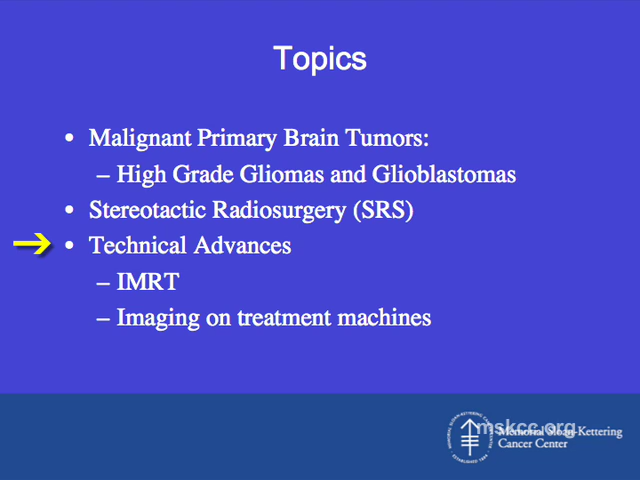 Topics
• Malignant Primary Brain Tumors:
– High Grade Gliomas and Glioblastomas
• Stereotactic Radiosurgery (SRS)
• Technical Advances
– IMRT
– Imaging on treatment machines
mskcc.org
Memorial Sloan-Kettering
Cancer Center